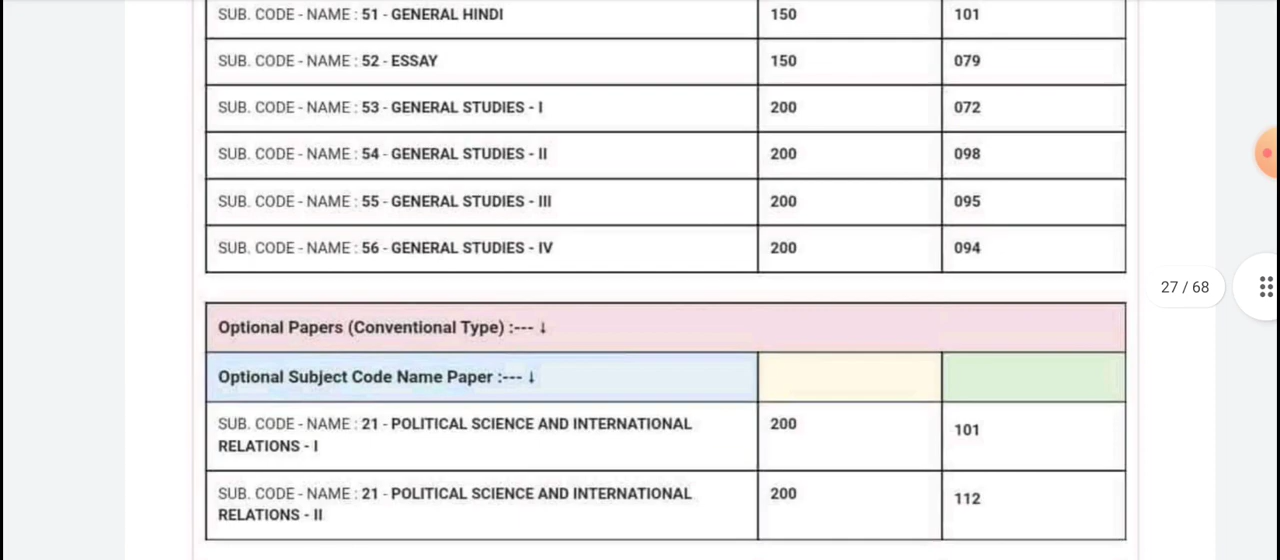 SUB. CODE - NAME : 51 - GENERAL HINDI 150 101
SUB. CODE - NAME : 52 - ESSAY 150 079
SUB. CODE - NAME : 53 - GENERAL STUDIES - I 200 072
SUB. CODE - NAME : 54 - GENERAL STUDIES - II 200 098
SUB. CODE - NAME : 55 - GENERAL STUDIES - III 200 095
SUB. CODE - NAME : 56 - GENERAL STUDIES - IV 200 094
27 / 68
Optional Papers (Conventional Type) :--- ↓
Optional Subject Code Name Paper :--- ↓
SUB. CODE - NAME : 21 - POLITICAL SCIENCE AND INTERNATIONAL 200 101
RELATIONS - I
SUB. CODE - NAME : 21 - POLITICAL SCIENCE AND INTERNATIONAL 200 112
RELATIONS - II